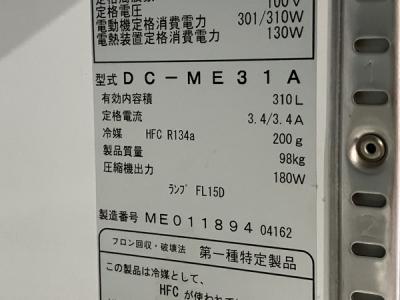 定格電圧 100V
電動機定格消費電力 301/310W
電熱装置定格消費電力 130W
型式 DC-ME31A
有効内容積 310L
定格電流 3.4/3.4A
冷媒 HFC R134a 200g
製品質量 98kg
圧縮機出力 180W
ランプ FL15D
製造番号 ME011894 04162
フロン回収・破壊法 第一種特定製品
この製品は冷媒として、
HFC が使われて
1
2